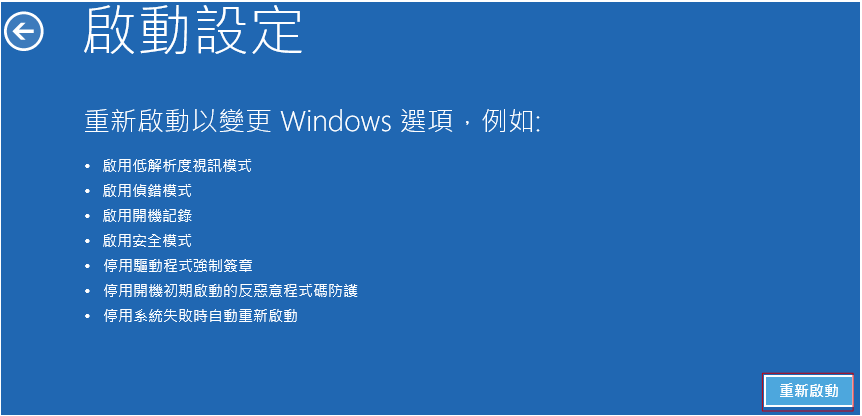 啟動設定
重新啟動以變更 Windows 選項，例如:
• 啟用低解析度視訊模式
• 啟用偵錯模式
• 啟用開機記錄
• 啟用安全模式
• 停用驅動程式強制簽章
• 停用開機初期啟動的反惡意程式碼防護
• 停用系統失敗時自動重新啟動
重新啟動